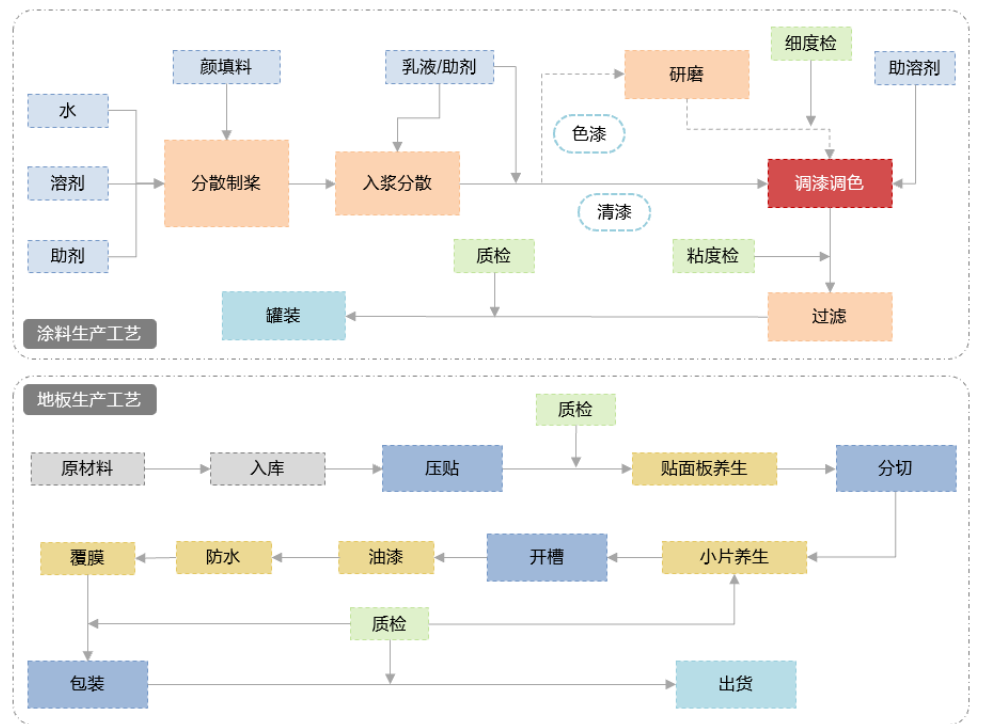 细度检
颜填料
乳液/助剂
研磨
助溶剂
水
色漆
溶剂
分散制桨
入浆分散
调漆调色
清漆
助剂
质检
粘度检
罐装
过滤
涂料生产工艺
地板生产工艺
质检
原材料
入库
压贴
贴面板养生
分切
覆膜
防水
油漆
开槽
小片养生
质检
包装
出货